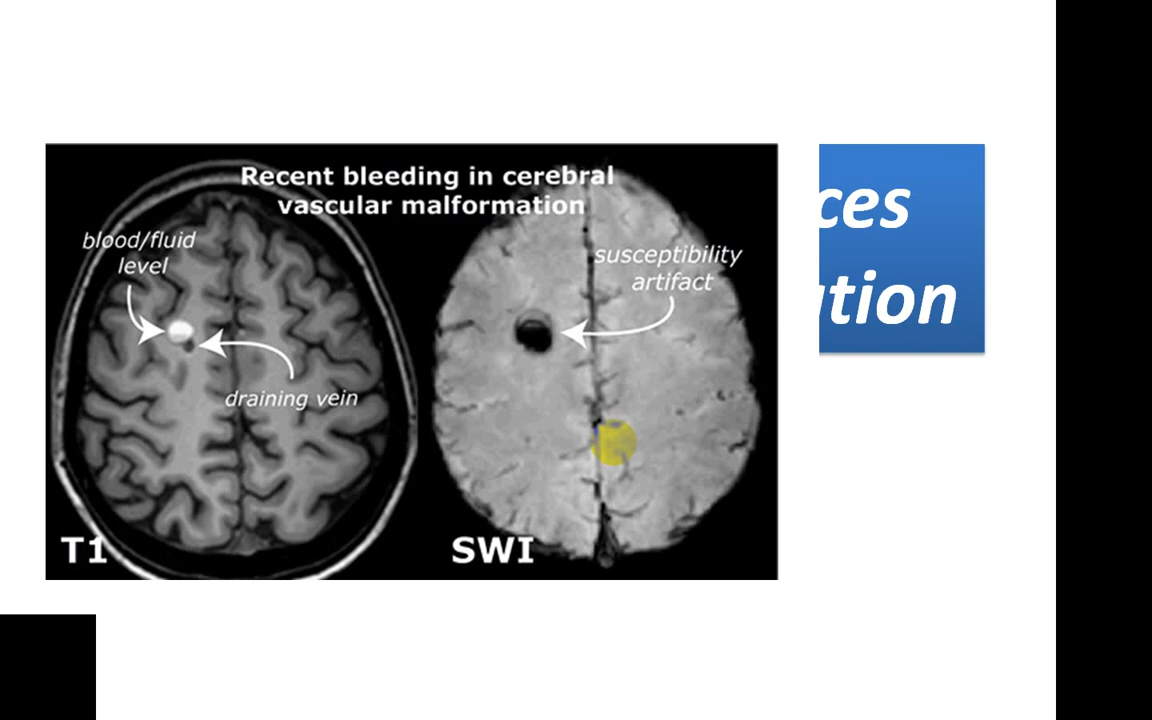 Recent bleeding in cerebral
vascular malformation
blood/fluid
level
susceptibility
artifact
draining vein
T1
SWI
ces
tion